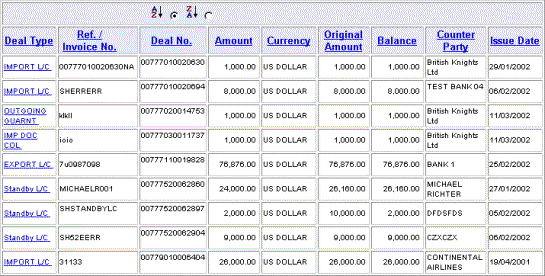 A Z Z A
Deal Type Ref. / Invoice No. Deal No. Amount Currency Original Amount Balance Counter Party Issue Date
IMPORT L/C 00777010020630NA 00777010020630 1,000.00 US DOLLAR 1,000.00 1,000.00 British Knights Ltd 29/01/2002
IMPORT L/C SHERRERR 00777010020694 8,000.00 US DOLLAR 8,000.00 8,000.00 TEST BANK 04 06/02/2002
OUTGOING GUARNT klkll 00777020014753 1,000.00 US DOLLAR 1,000.00 1,000.00 British Knights Ltd 11/03/2002
IMP DOC COL ioio 00777030011737 1,000.00 US DOLLAR 1,000.00 1,000.00 British Knights Ltd 11/03/2002
EXPORT L/C 7u0987098 00777110019828 76,876.00 US DOLLAR 76,876.00 76,876.00 BANK 1 25/02/2002
Standby L/C MICHAELR001 00777520062860 24,000.00 US DOLLAR 26,160.00 26,160.00 MICHAEL RICHTER 27/01/2002
Standby L/C SHSTANDBYLC 00777520062897 2,000.00 US DOLLAR 10,000.00 2,000.00 DFDSFDS 05/02/2002
Standby L/C SH52EERR 00777520062904 9,000.00 US DOLLAR 9,000.00 9,000.00 CZXCZX 06/02/2002
IMPORT L/C 31133 00779010006404 26,000.00 US DOLLAR 26,000.00 26,000.00 CONTINENTAL AIRLINES 19/04/2001